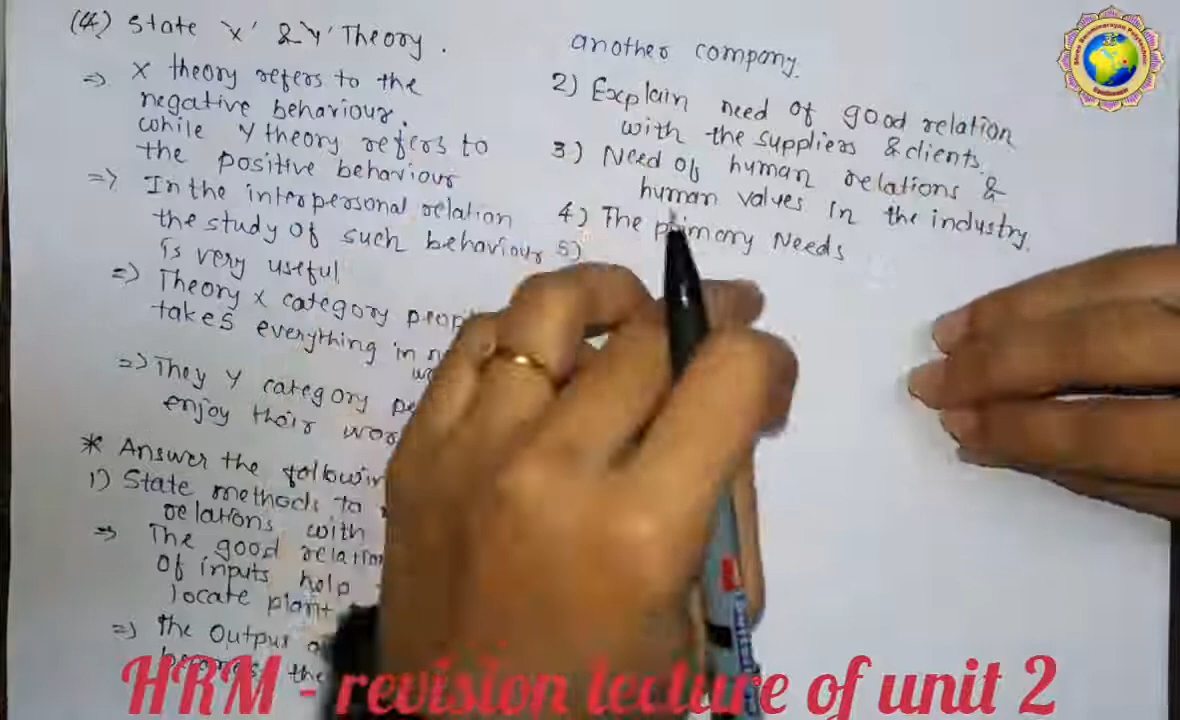 (4) State 'X' & 'Y' Theory.
=> X theory refers to the
negative behaviour.
while Y theory refers to
the positive behaviour
=> In the interpersonal relation
the study of such behaviour
is very useful
=> Theory X category
takes everything in
=> They Y category
enjoy their
* Answer the
1) State methods to
relations with
=> The good
of inputs help
locate plant
=> The output
the
another company.
2) Explain need of good relation
with the suppliers & clients.
3) Need of human relations &
human values in the industry.
4) The primary Needs
5)
HRM - revision lecture of unit 2